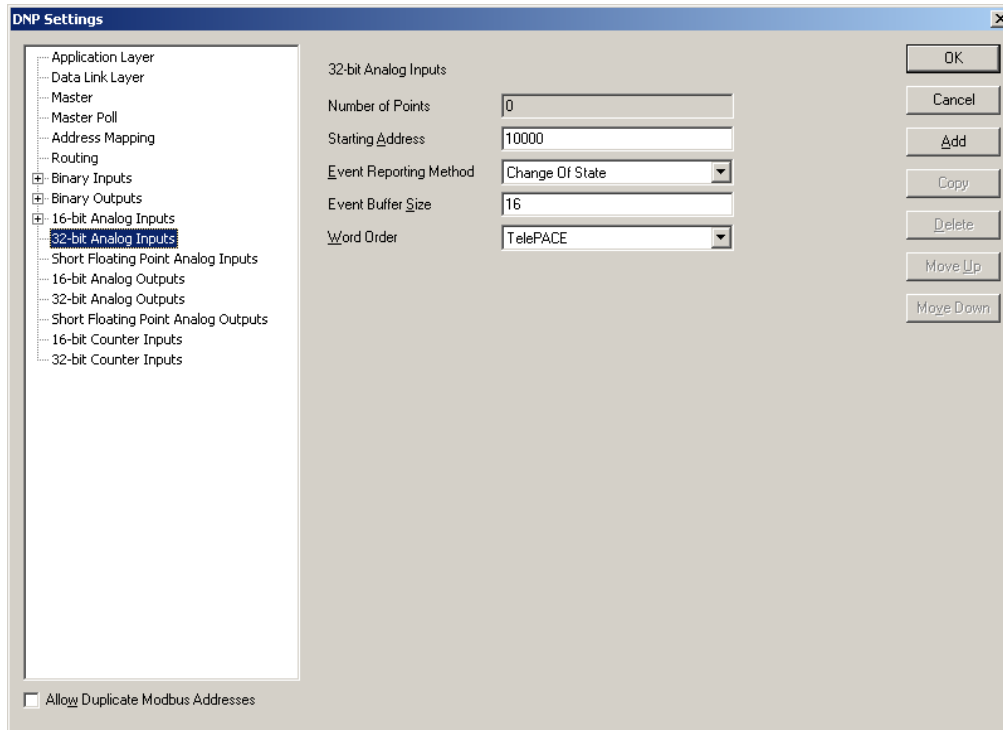 DNP Settings
Application Layer
Data Link Layer
Master
Master Poll
Address Mapping
Routing
Binary Inputs
Binary Outputs
16-bit Analog Inputs
32-bit Analog Inputs
Short Floating Point Analog Inputs
16-bit Analog Outputs
32-bit Analog Outputs
Short Floating Point Analog Outputs
16-bit Counter Inputs
32-bit Counter Inputs
Allow Duplicate Modbus Addresses
32-bit Analog Inputs
Number of Points 0
Starting Address 10000
Event Reporting Method Change Of State
Event Buffer Size 16
Word Order TelePACE
OK
Cancel
Add
Copy
Delete
Move Up
Move Down